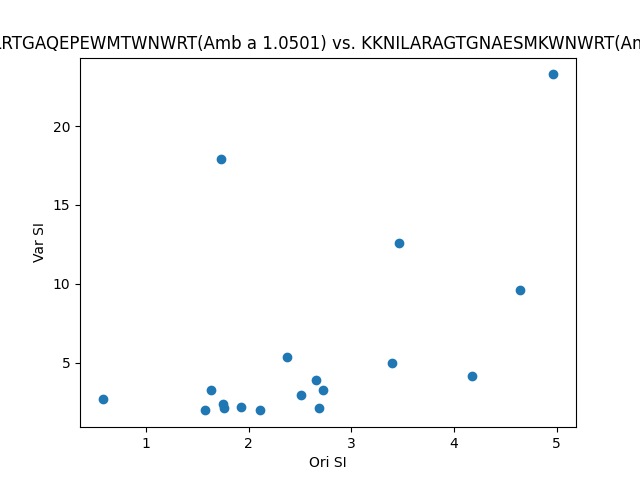 RTGAQEPEWMTWNWRT(Amb a 1.0501) vs. KKNILARAGTGNAESMKWNWRT(Am
Var SI
20
15
10
5
1 2 3 4 5
Ori SI